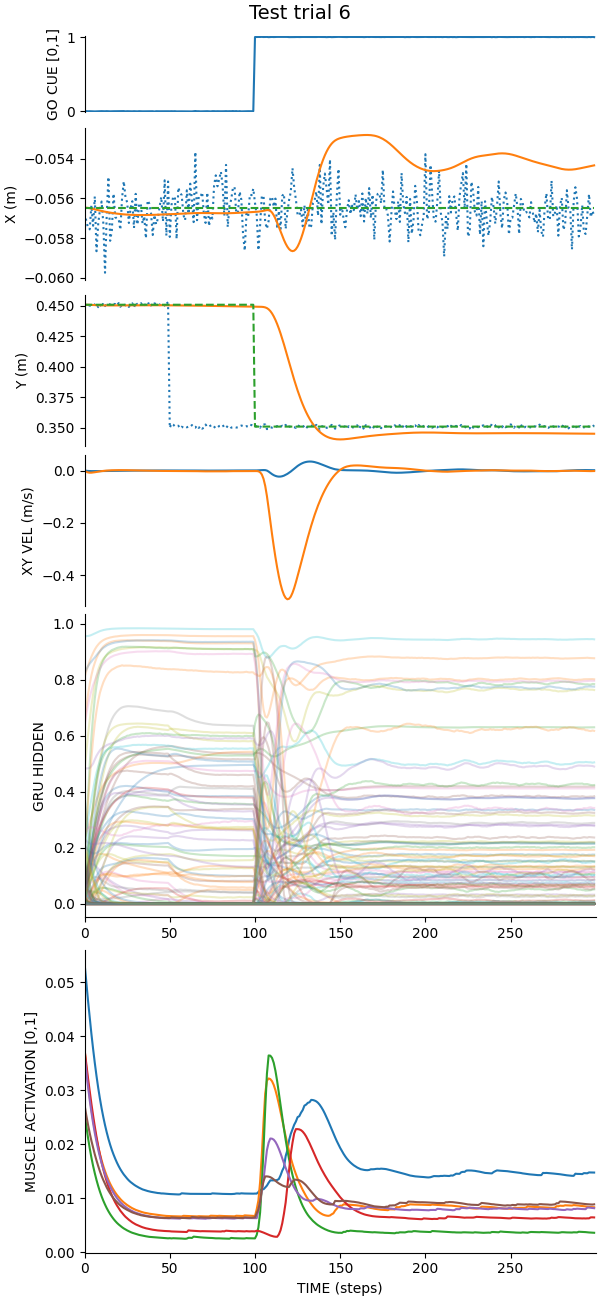 Test trial 6
GO CUE [0,1]
1
0
X (m)
−0.054
−0.056
−0.058
−0.060
Y (m)
0.450
0.425
0.400
0.375
0.350
XY VEL (m/s)
0.0
−0.2
−0.4
GRU HIDDEN
1.0
0.8
0.6
0.4
0.2
0.0
0 50 100 150 200 250
MUSCLE ACTIVATION [0,1]
0.05
0.04
0.03
0.02
0.01
0.00
0 50 100 150 200 250
TIME (steps)